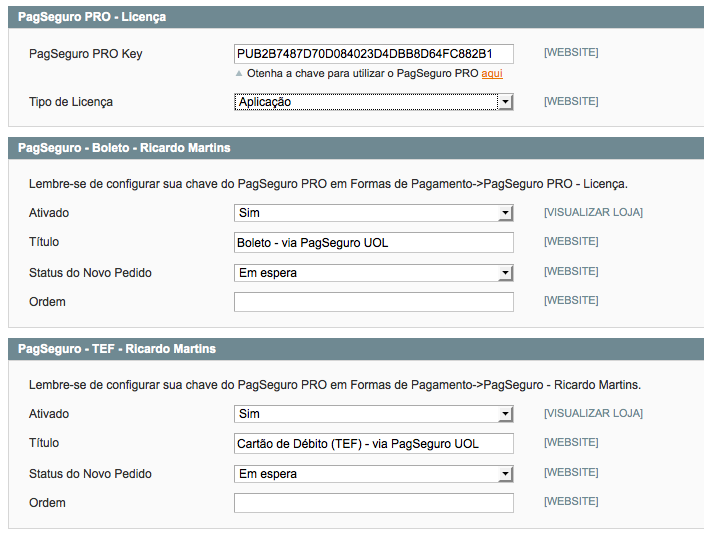 PagSeguro PRO - Licença
PagSeguro PRO Key PUB2B7487D70D084023D4DBB8D64FC882B1 [WEBSITE]
Otenha a chave para utilizar o PagSeguro PRO aqui
Tipo de Licença Aplicação [WEBSITE]
PagSeguro - Boleto - Ricardo Martins
Lembre-se de configurar sua chave do PagSeguro PRO em Formas de Pagamento->PagSeguro PRO - Licença.
Ativado Sim [VISUALIZAR LOJA]
Título Boleto - via PagSeguro UOL [WEBSITE]
Status do Novo Pedido Em espera [WEBSITE]
Ordem [WEBSITE]
PagSeguro - TEF - Ricardo Martins
Lembre-se de configurar sua chave do PagSeguro PRO em Formas de Pagamento->PagSeguro - Ricardo Martins.
Ativado Sim [VISUALIZAR LOJA]
Título Cartão de Débito (TEF) - via PagSeguro UOL [WEBSITE]
Status do Novo Pedido Em espera [WEBSITE]
Ordem [WEBSITE]